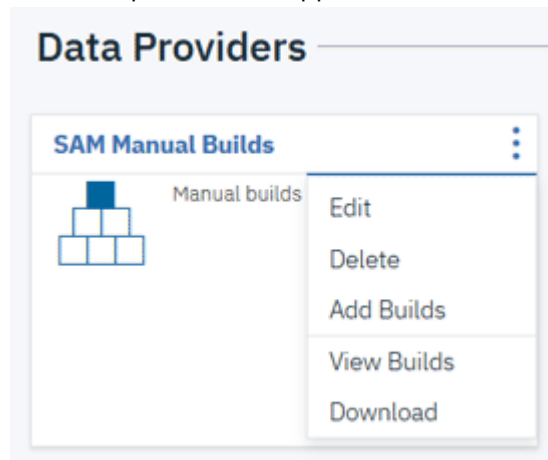 Data Providers
SAM Manual Builds
Manual builds
Edit
Delete
Add Builds
View Builds
Download